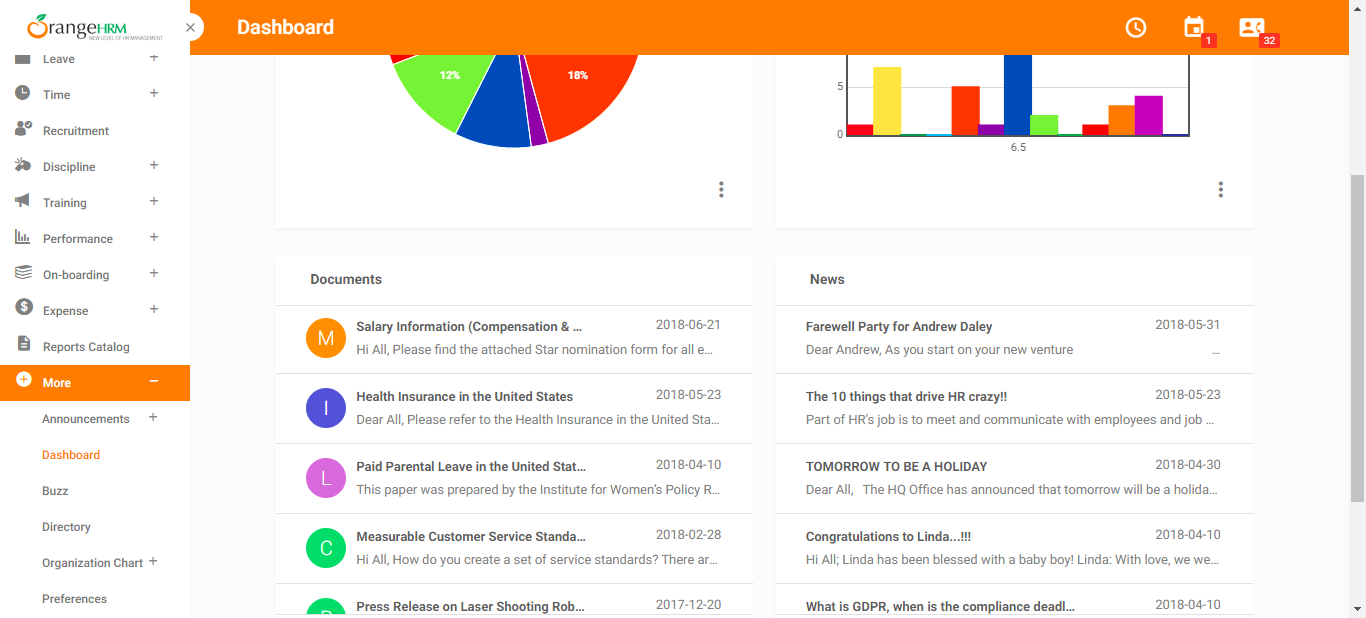 OrangeHRM
NEW LEVEL OF HR MANAGEMENT
×
Dashboard
1
32
Leave +
Time +
Recruitment
Discipline +
Training +
Performance +
On-boarding +
Expense +
Reports Catalog
More −
Announcements +
Dashboard
Buzz
Directory
Organization Chart +
Preferences
12%
18%
5
0
6.5
Documents
Salary Information (Compensation & ... 2018-06-21
Hi All, Please find the attached Star nomination form for all e...
M
Health Insurance in the United States 2018-05-23
Dear All, Please refer to the Health Insurance in the United Sta...
I
Paid Parental Leave in the United Stat... 2018-04-10
This paper was prepared by the Institute for Women's Policy R...
L
Measurable Customer Service Standa... 2018-02-28
Hi All, How do you create a set of service standards? There ar...
C
Press Release on Laser Shooting Rob... 2017-12-20
News
Farewell Party for Andrew Daley 2018-05-31
Dear Andrew, As you start on your new venture ...
The 10 things that drive HR crazy!! 2018-05-23
Part of HR's job is to meet and communicate with employees and job ...
TOMORROW TO BE A HOLIDAY 2018-04-30
Dear All, The HQ Office has announced that tomorrow will be a holida...
Congratulations to Linda...!!! 2018-04-10
Hi All; Linda has been blessed with a baby boy! Linda: With love, we we...
What is GDPR, when is the compliance deadl... 2018-04-10